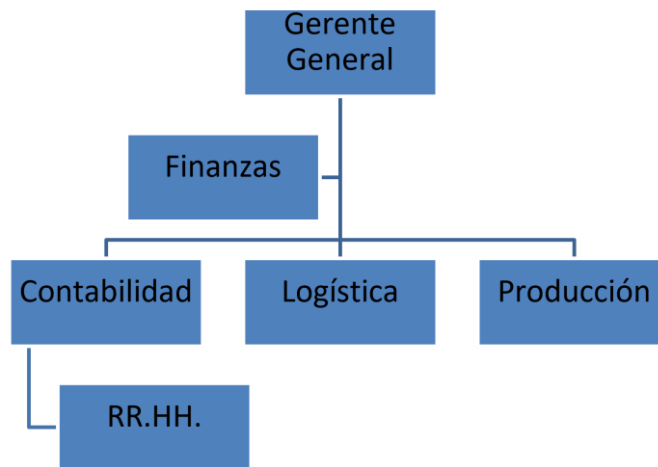 Gerente
General
Finanzas
Contabilidad
Logística
Producción
RR.HH.